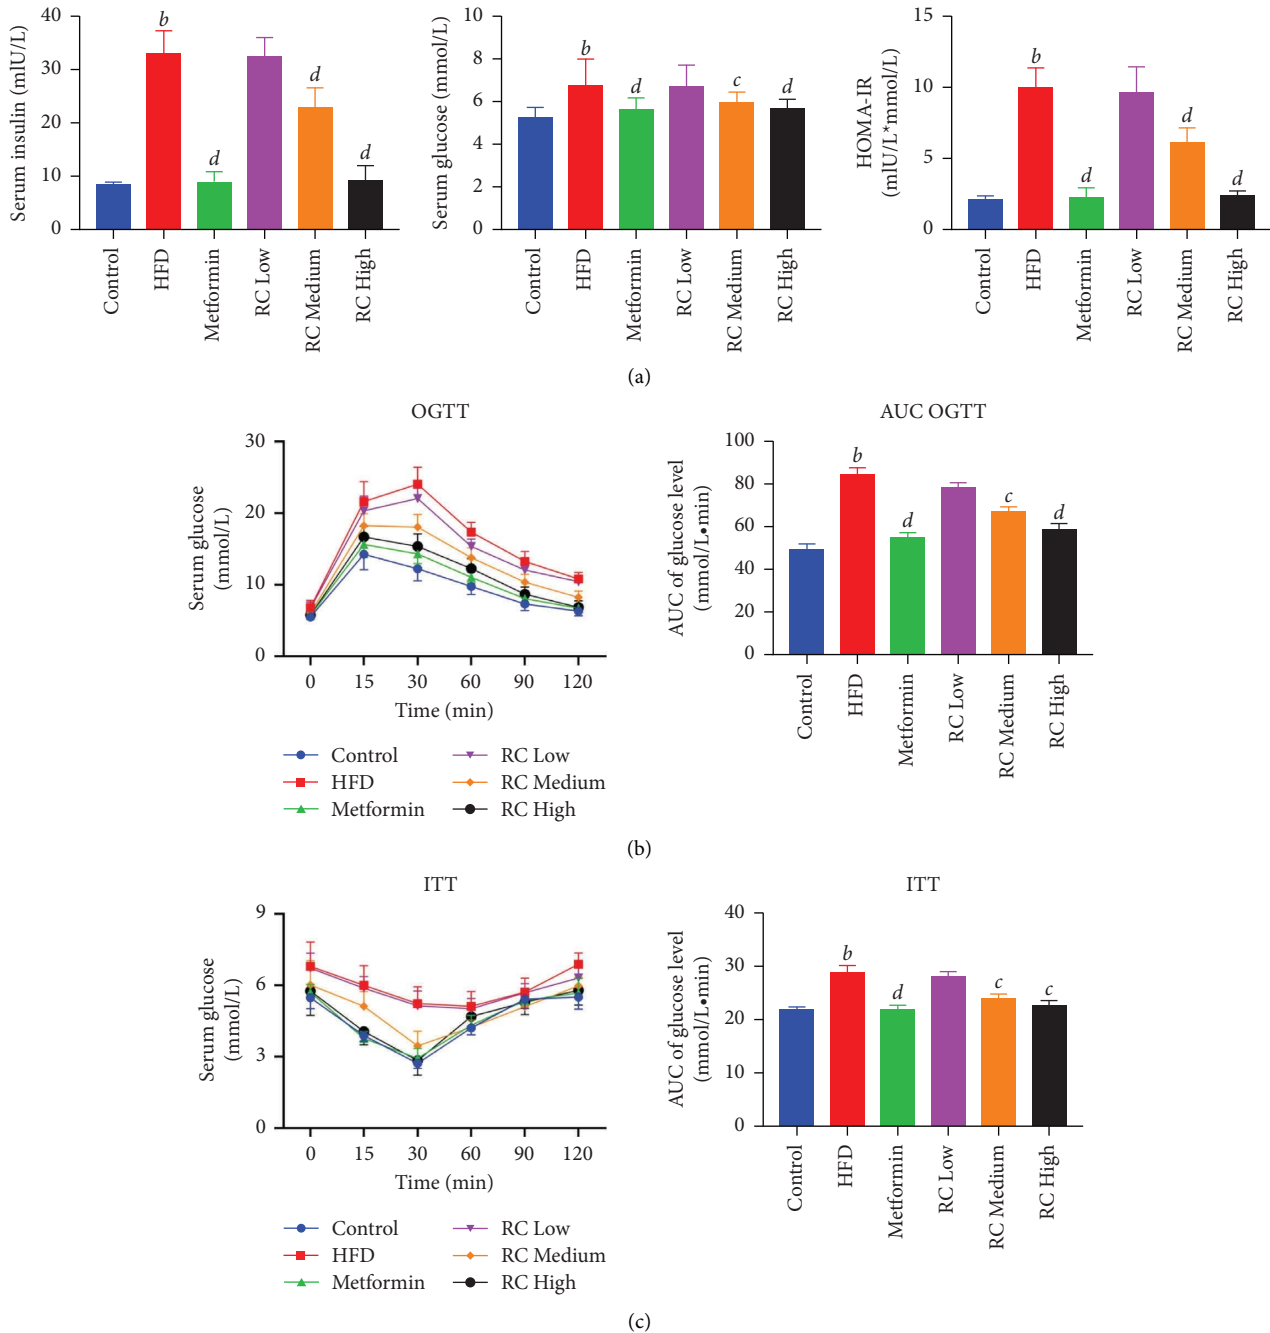 Serum insulin (mIU/L)
40
30
20
10
0
b
d
d
d
Control
HFD
Metformin
RC Low
RC Medium
RC High
Serum glucose (mmol/L)
10
8
6
4
2
0
b
d
c
d
Control
HFD
Metformin
RC Low
RC Medium
RC High
HOMA-IR
(mIU/L*mmol/L)
15
10
5
0
b
d
d
d
Control
HFD
Metformin
RC Low
RC Medium
RC High
(a)
OGTT
Serum glucose
(mmol/L)
30
20
10
0
0 15 30 60 90 120
Time (min)
Control
HFD
Metformin
RC Low
RC Medium
RC High
AUC OGTT
AUC of glucose level
(mmol/L•min)
100
80
60
40
20
0
b
d
c
d
Control
HFD
Metformin
RC Low
RC Medium
RC High
(b)
ITT
Serum glucose
(mmol/L)
9
6
3
0
0 15 30 60 90 120
Time (min)
Control
HFD
Metformin
RC Low
RC Medium
RC High
ITT
AUC of glucose level
(mmol/L•min)
40
30
20
10
0
b
d
c
c
Control
HFD
Metformin
RC Low
RC Medium
RC High
(c)